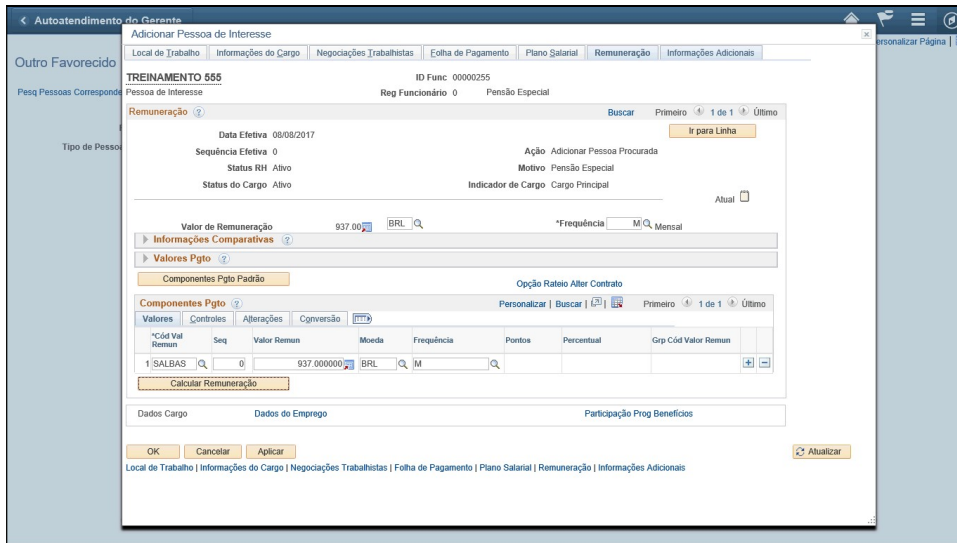 Autoatendimento do Gerente
Personalizar Página |
Outro Favorecido
Pesq Pessoas Corresponde
Tipo de Pessoa
Adicionar Pessoa de Interesse
Local de Trabalho Informações do Cargo Negociações Trabalhistas Folha de Pagamento Plano Salarial Remuneração Informações Adicionais
TREINAMENTO 555 ID Func 00000255
Pessoa de Interesse Reg Funcionário 0 Pensão Especial
Remuneração Buscar Primeiro 1 de 1 Último
Data Efetiva 08/08/2017 Ir para Linha
Sequência Efetiva 0 Ação Adicionar Pessoa Procurada
Status RH Ativo Motivo Pensão Especial
Status do Cargo Ativo Indicador de Cargo Cargo Principal
Atual
Valor de Remuneração 937.00 BRL *Frequência M Mensal
Informações Comparativas
Valores Pgto
Componentes Pgto Padrão Opção Rateio Alter Contrato
Componentes Pgto Personalizar | Buscar | | Primeiro 1 de 1 Último
Valores Controles Alterações Conversão
*Cód Val Remun Seq Valor Remun Moeda Frequência Pontos Percentual Grp Cód Valor Remun
1 SALBAS 0 937.000000 BRL M + -
Calcular Remuneração
Dados Cargo Dados do Emprego Participação Prog Benefícios
OK Cancelar Aplicar Atualizar
Local de Trabalho | Informações do Cargo | Negociações Trabalhistas | Folha de Pagamento | Plano Salarial | Remuneração | Informações Adicionais